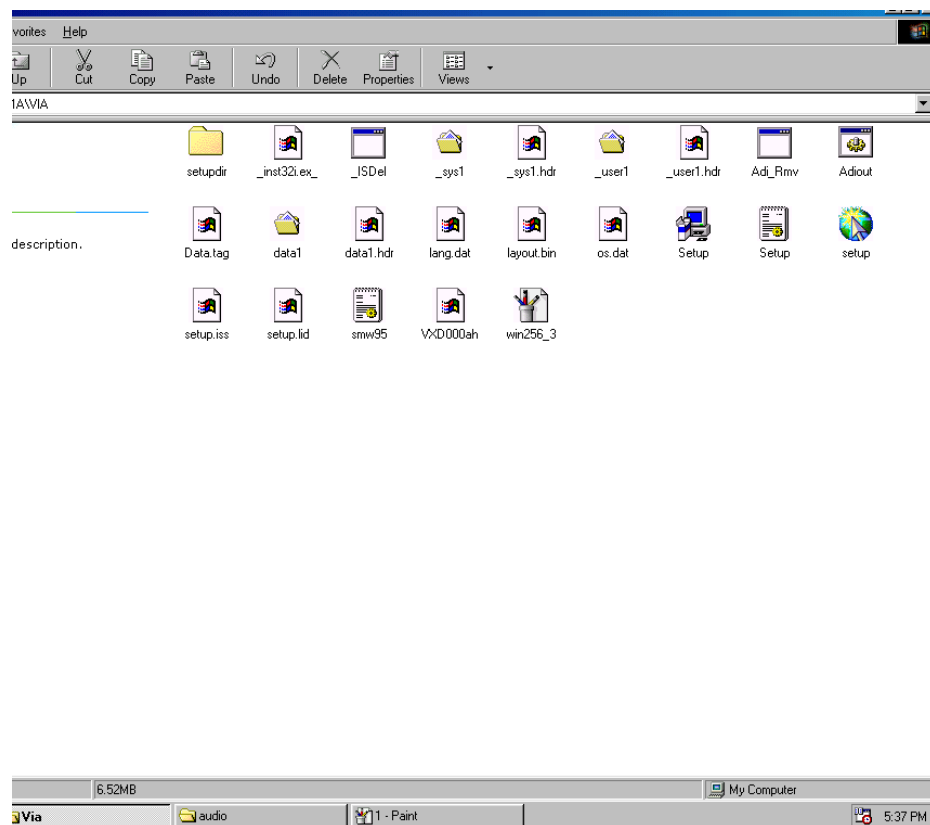 vorites Help
Up Cut Copy Paste Undo Delete Properties Views
1A\VIA
setupdir _inst32i.ex_ _ISDel _sys1 _sys1.hdr _user1 _user1.hdr Adi_Rmv Adiout
description.
Data.tag data1 data1.hdr lang.dat layout.bin os.dat Setup Setup setup
setup.iss setup.lid smw95 VXD000ah win256_3
6.52MB My Computer
Via audio 1 - Paint 5:37 PM